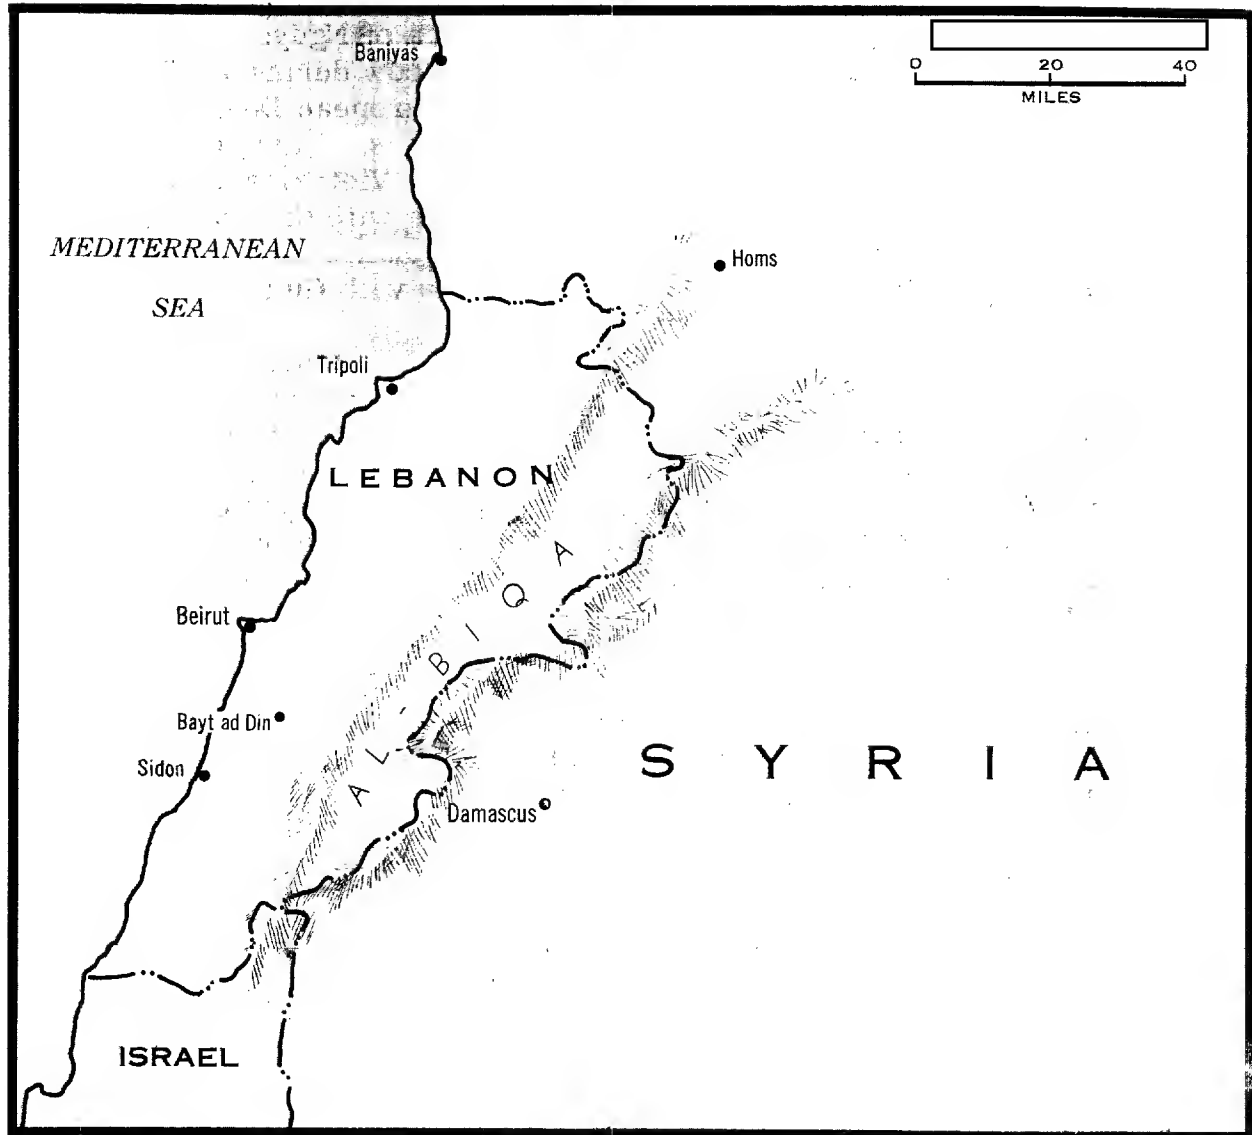 Baniyas
0 20 40
MILES
MEDITERRANEAN
SEA
Homs
Tripoli
LEBANON
Beirut
AL BIQA
Bayt ad Din
Sidon
SYRIA
Damascus
ISRAEL